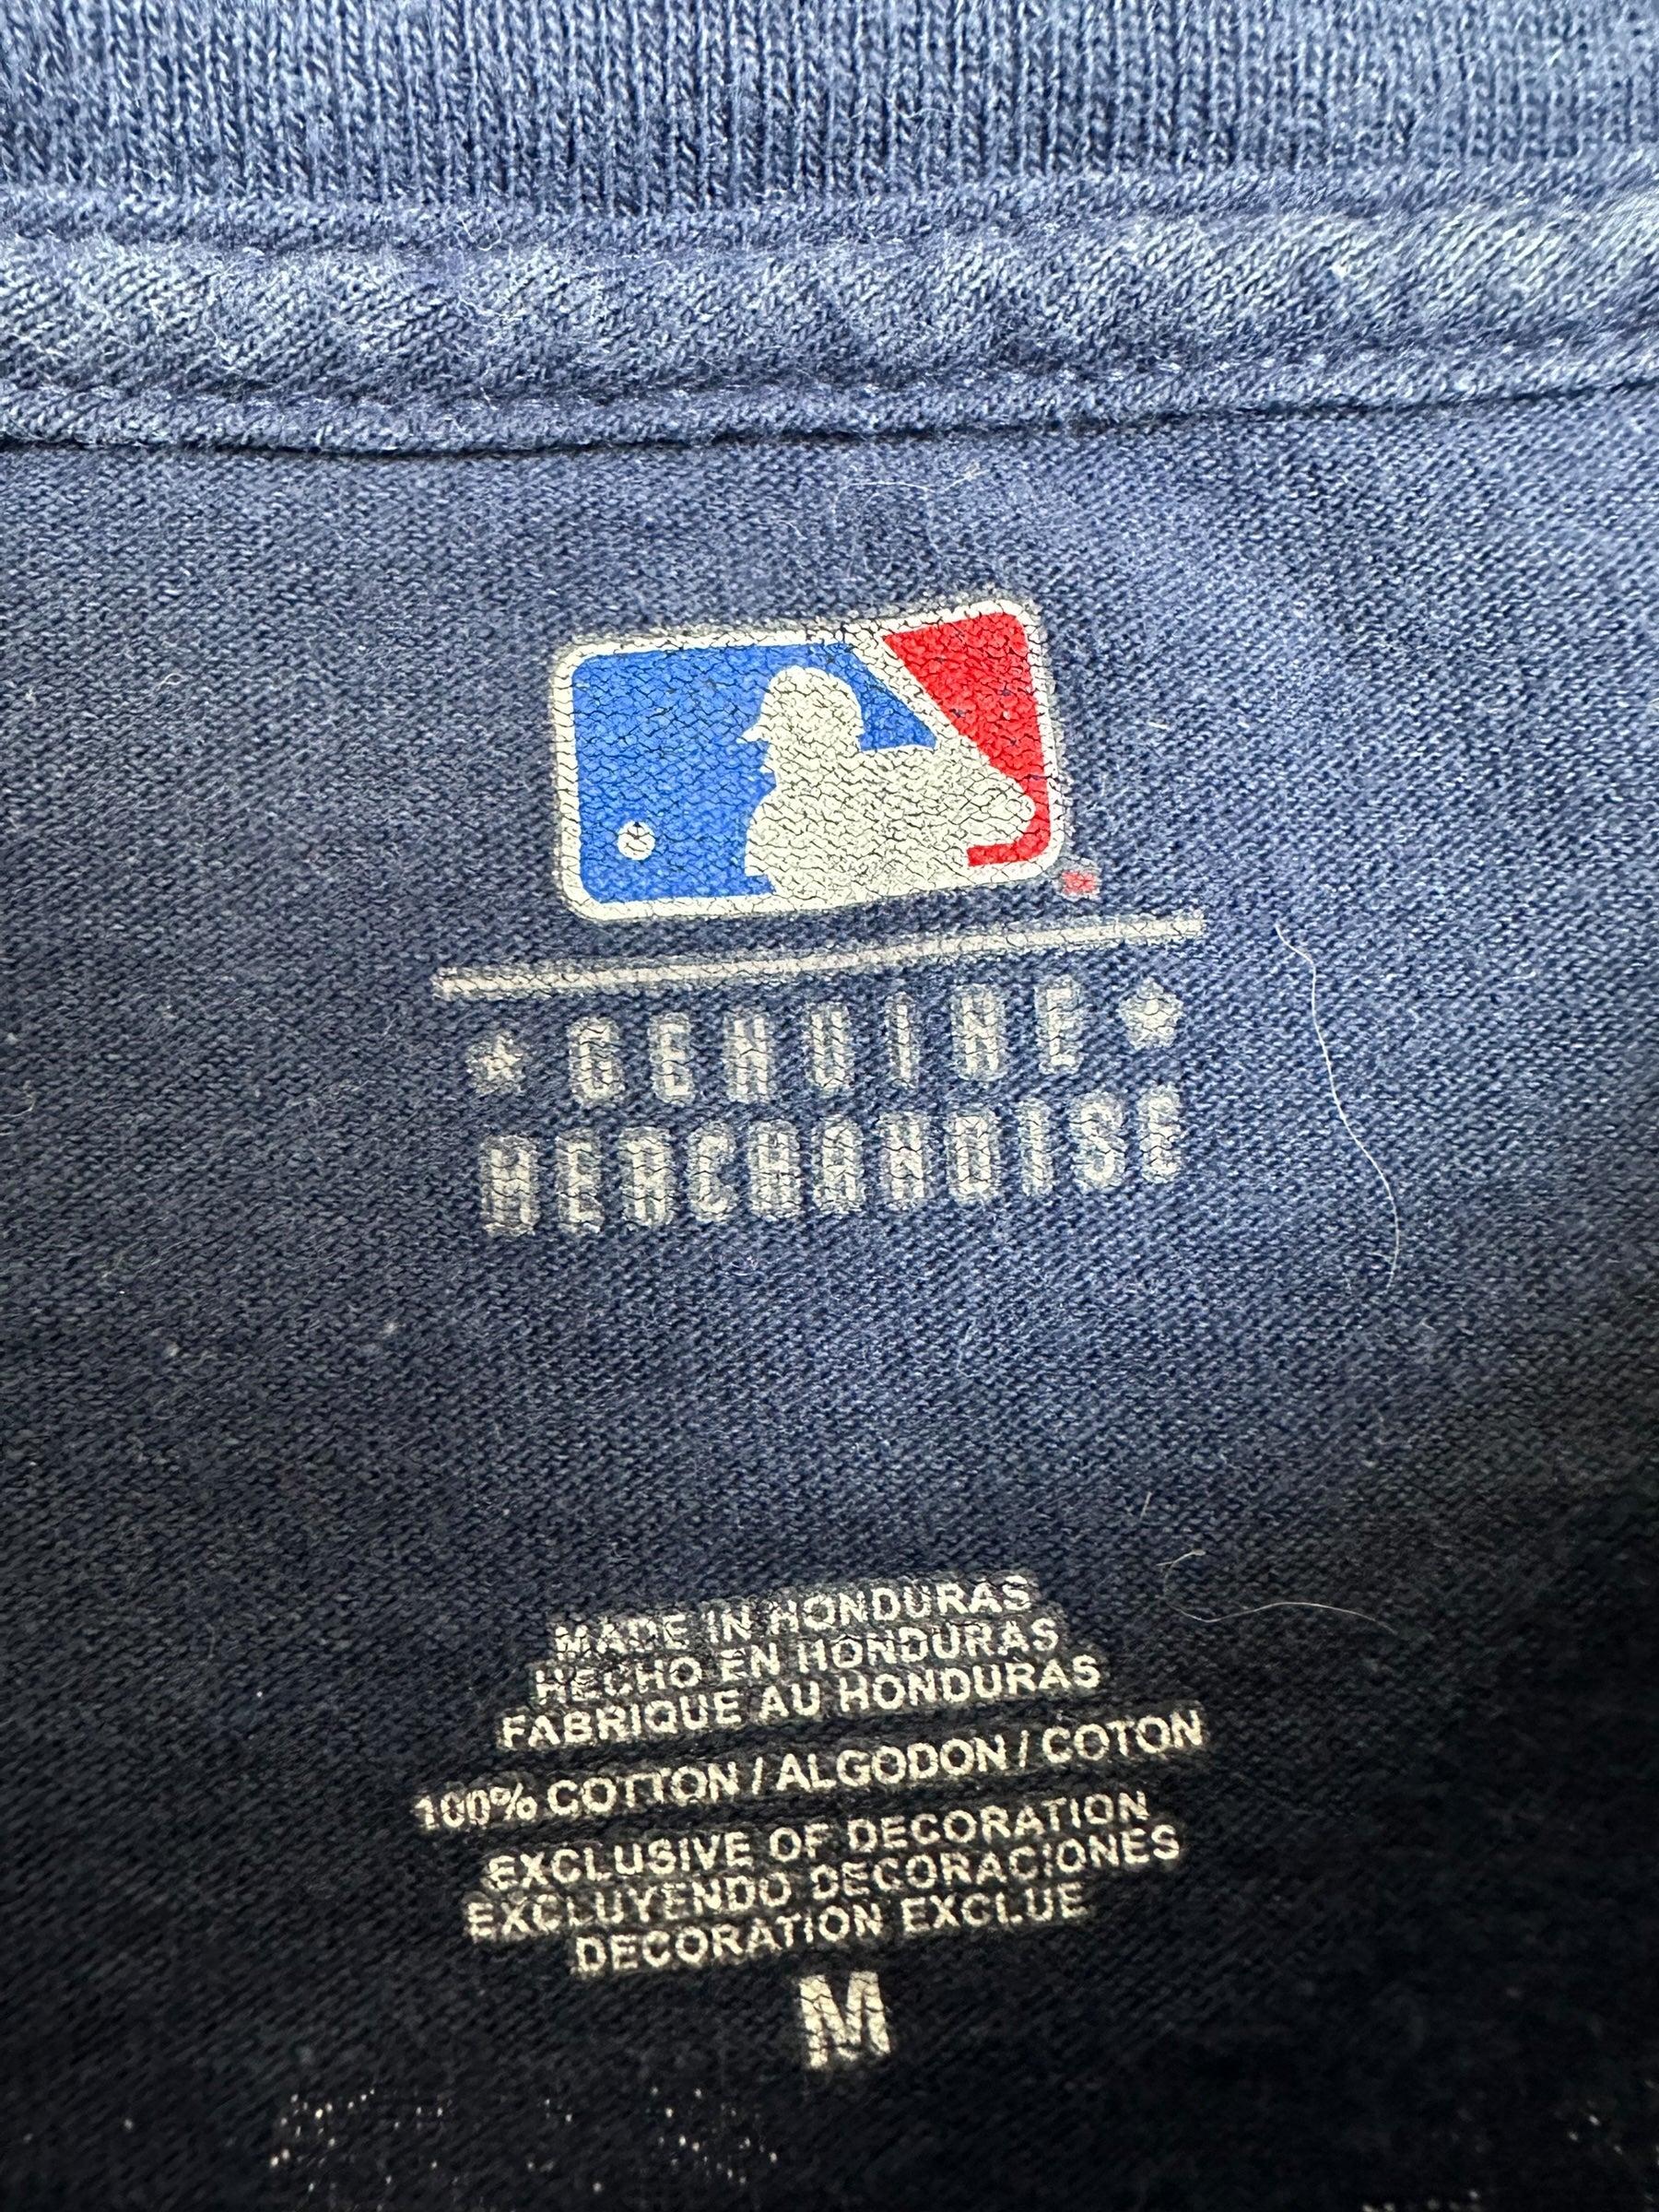 GENUINE
MERCHANDISE
MADE IN HONDURAS
HECHO EN HONDURAS
FABRIQUE AU HONDURAS
100% COTTON / ALGODON / COTON
EXCLUSIVE OF DECORATION
EXCLUYENDO DECORACIONES
DECORATION EXCLUE
M